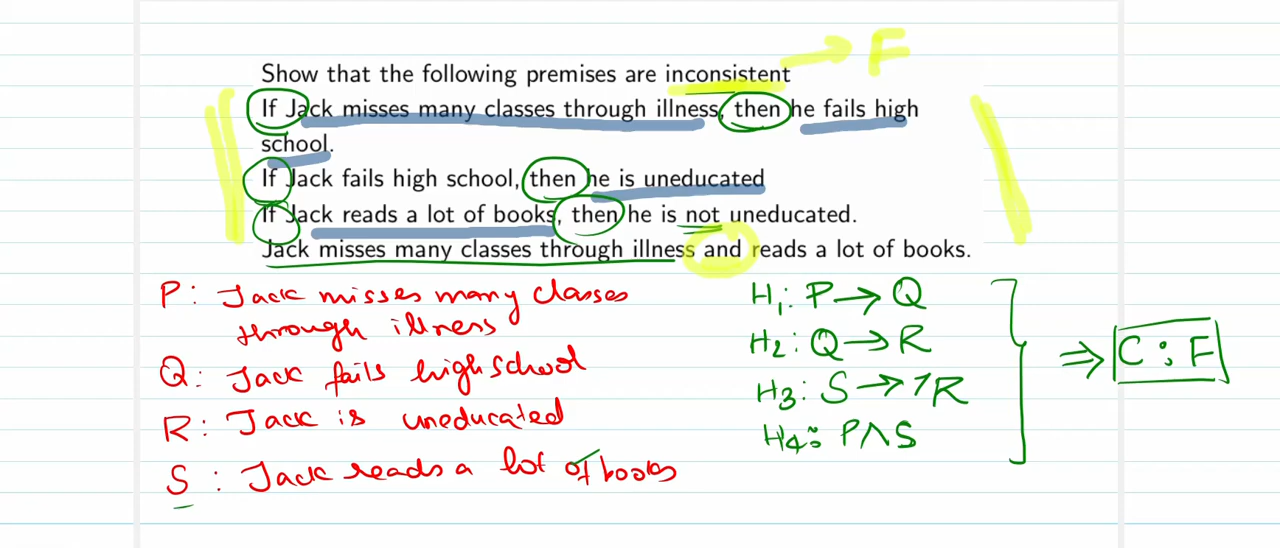 Show that the following premises are inconsistent → F
If Jack misses many classes through illness, then he fails high
school.
If Jack fails high school, then he is uneducated
If Jack reads a lot of books, then he is not uneducated.
Jack misses many classes through illness and reads a lot of books.
P: Jack misses many classes
through illness
Q: Jack fails highschool
R: Jack is uneducated
S: Jack reads a lot of books
H₁: P → Q
H₂: Q → R
H₃: S → ㄱR
H₄: P ∧ S
⇒ C: F